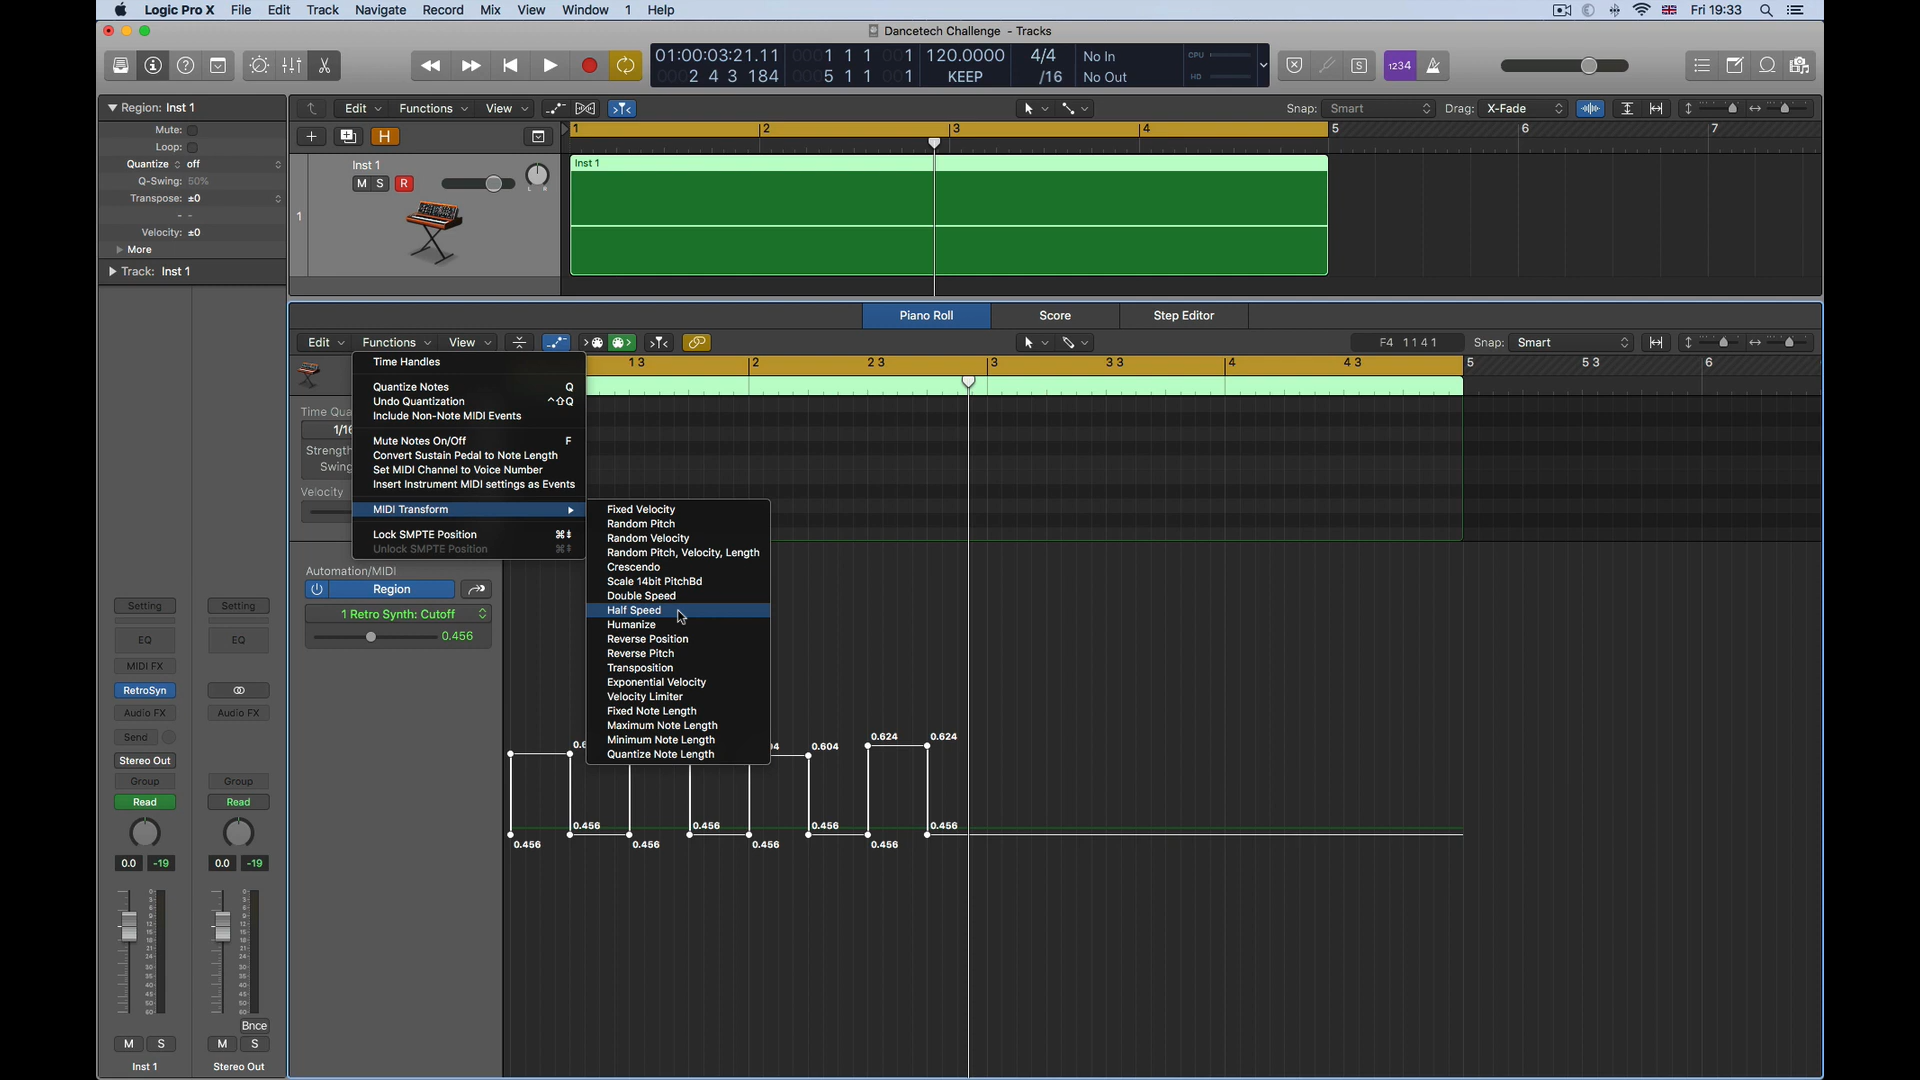 Logic Pro X File Edit Track Navigate Record Mix View Window 1 Help Fri 19:33
Dancetech Challenge - Tracks
01:00:03:21.11 0001 1 1 001 120.0000 4/4 No In CPU
0002 4 3 184 0005 1 1 001 KEEP /16 No Out HD
1234
Region: Inst 1
Mute:
Loop:
Quantize off
Q-Swing: 50%
Transpose: ±0
- -
Velocity: ±0
More
Track: Inst 1
Edit Functions View Snap: Smart Drag: X-Fade
H 1 2 3 4 5 6 7
Inst 1
M S R
L R
1
Inst 1
Piano Roll Score Step Editor
Edit Functions View F4 1 1 4 1 Snap: Smart
1 3 2 2 3 3 3 3 4 4 3 5 5 3 6
Time Qua
1/16
Strength
Swing
Velocity
Time Handles
Quantize Notes Q
Undo Quantization ^⇧Q
Include Non-Note MIDI Events
Mute Notes On/Off F
Convert Sustain Pedal to Note Length
Set MIDI Channel to Voice Number
Insert Instrument MIDI settings as Events
MIDI Transform
Lock SMPTE Position
Unlock SMPTE Position
Fixed Velocity
Random Pitch
Random Velocity
Random Pitch, Velocity, Length
Crescendo
Scale 14bit PitchBd
Double Speed
Half Speed
Humanize
Reverse Position
Reverse Pitch
Transposition
Exponential Velocity
Velocity Limiter
Fixed Note Length
Maximum Note Length
Minimum Note Length
Quantize Note Length
Automation/MIDI
Region
1 Retro Synth: Cutoff
0.456
0.604 0.624 0.624
0.456 0.456 0.456 0.456
0.456 0.456 0.456 0.456
Setting Setting
EQ EQ
MIDI FX
RetroSyn
Audio FX Audio FX
Send
Stereo Out
Group Group
Read Read
0.0 -19 0.0 -19
Bnce
M S M S
Inst 1 Stereo Out